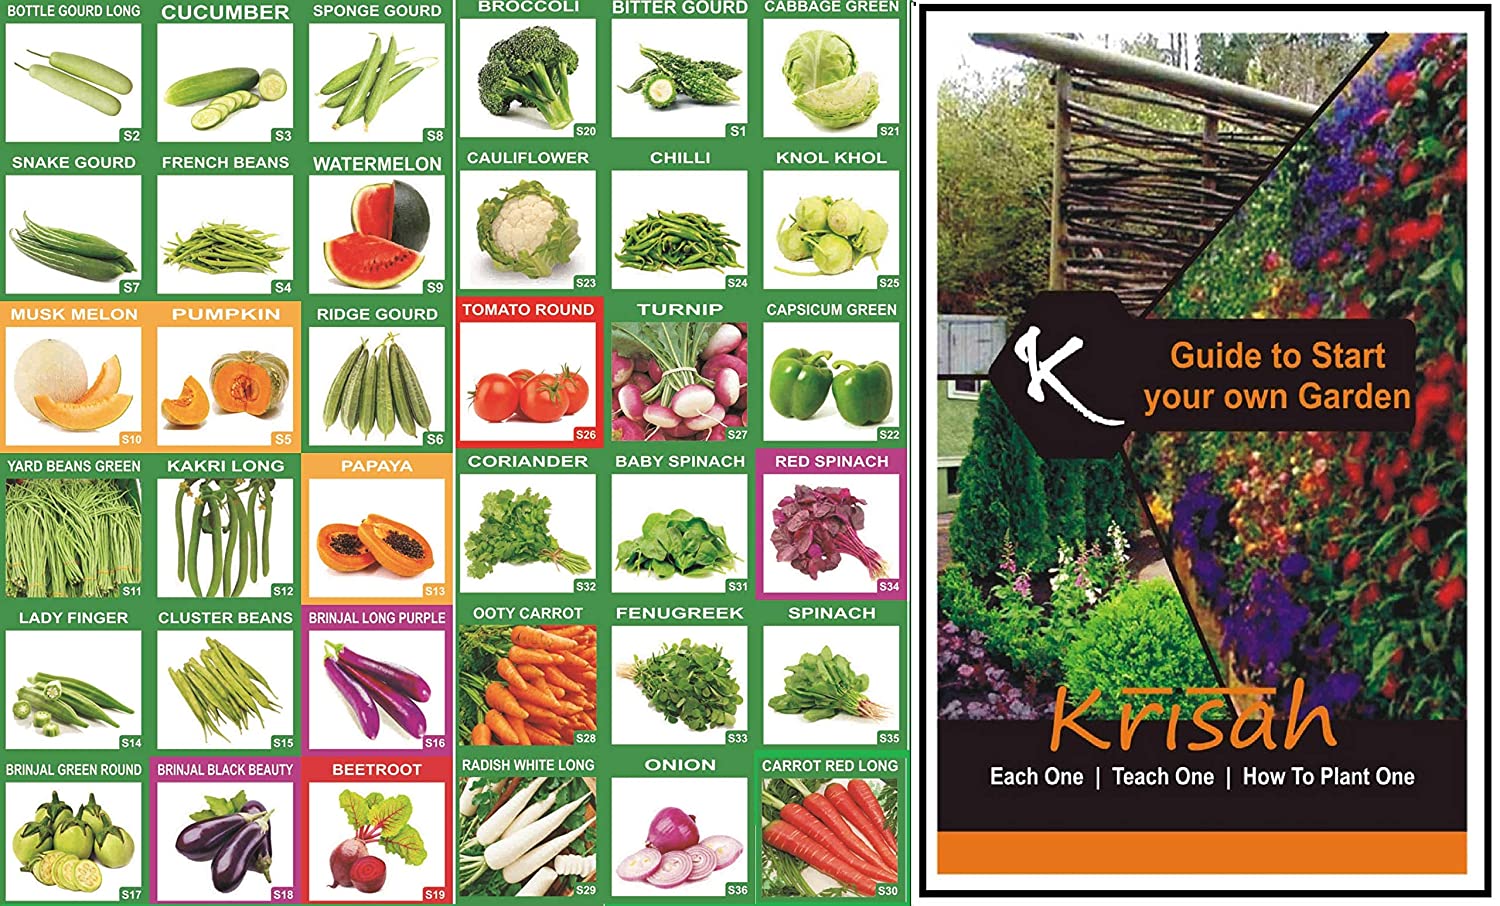 BOTTLE GOURD LONG
S2
CUCUMBER
S3
SPONGE GOURD
S8
SNAKE GOURD
S7
FRENCH BEANS
S4
WATERMELON
S9
MUSK MELON
S10
PUMPKIN
S5
RIDGE GOURD
S6
YARD BEANS GREEN
S11
KAKRI LONG
S12
PAPAYA
S13
LADY FINGER
S14
CLUSTER BEANS
S15
BRINJAL LONG PURPLE
S16
BRINJAL GREEN ROUND
S17
BRINJAL BLACK BEAUTY
S18
BEETROOT
S19
BROCCOLI
S20
BITTER GOURD
S1
CABBAGE GREEN
S21
CAULIFLOWER
S23
CHILLI
S24
KNOL KHOL
S25
TOMATO ROUND
S26
TURNIP
S27
CAPSICUM GREEN
S22
CORIANDER
S32
BABY SPINACH
S31
RED SPINACH
S34
OOTY CARROT
S28
FENUGREEK
S33
SPINACH
S35
RADISH WHITE LONG
S29
ONION
S36
CARROT RED LONG
S30
K
Guide to Start
your own Garden
Krisah
Each One | Teach One | How To Plant One